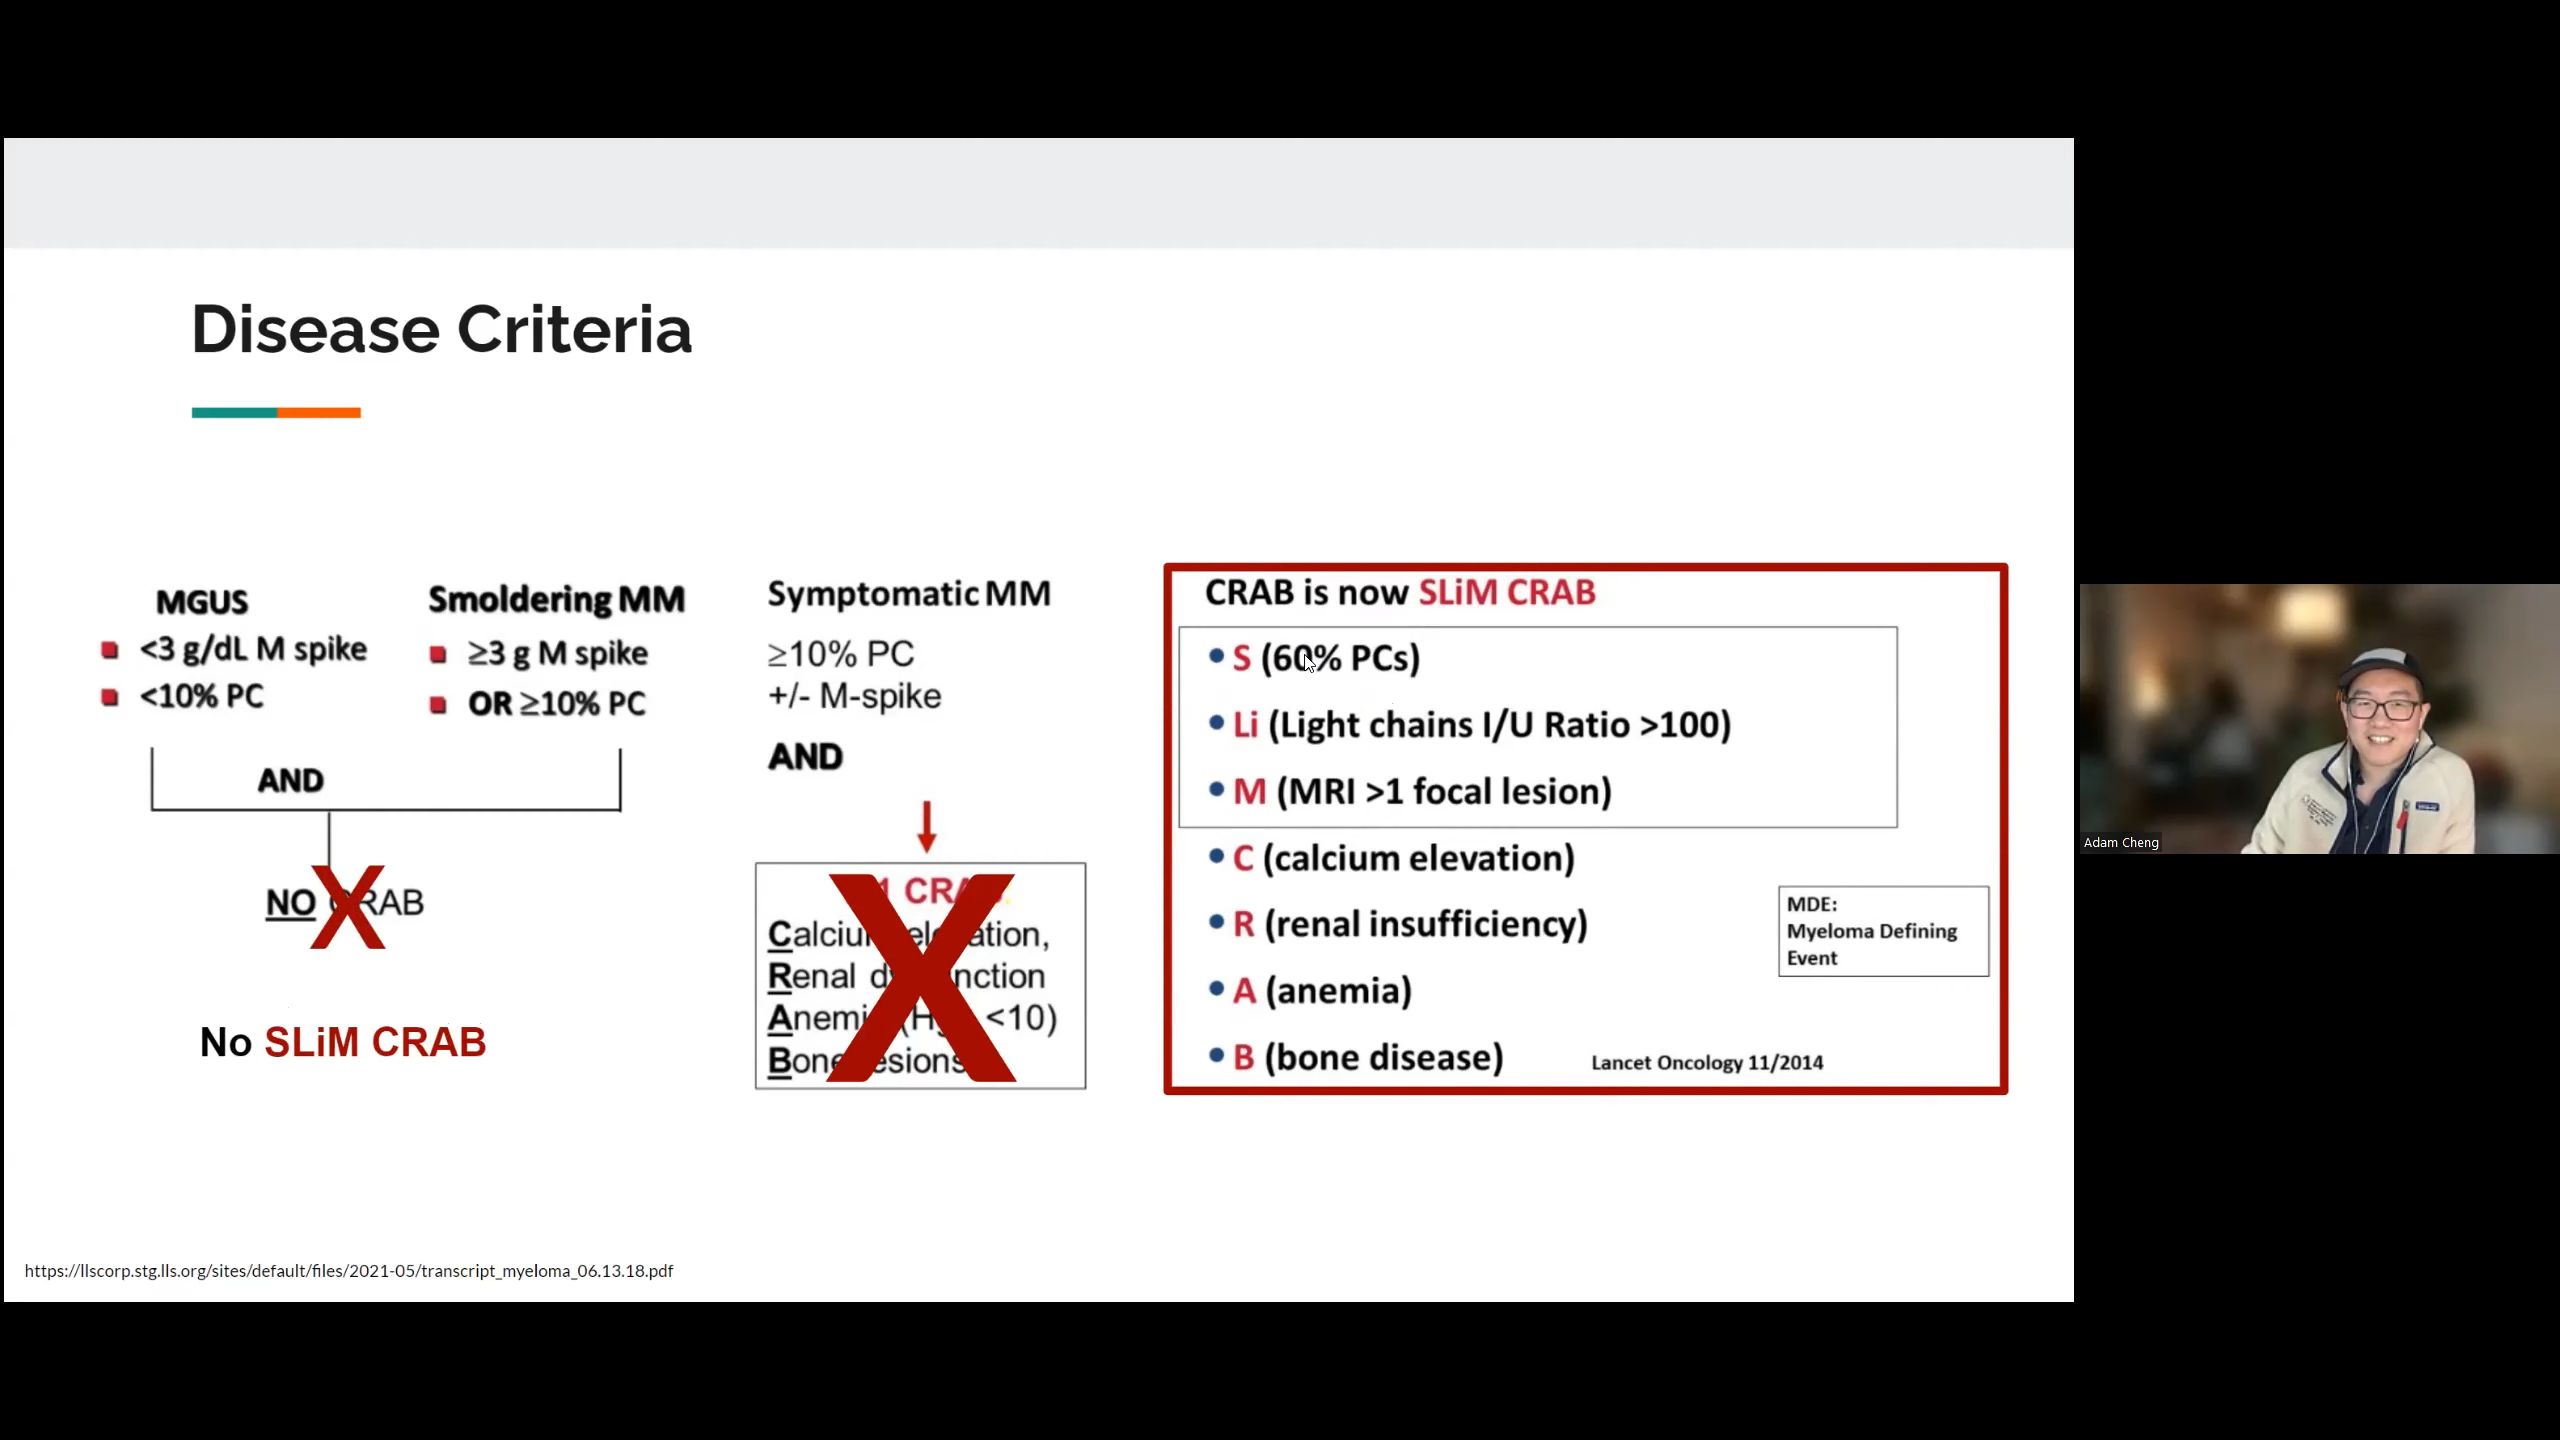 Disease Criteria
MGUS
<3 g/dL M spike
<10% PC
Smoldering MM
≥3 g M spike
OR ≥10% PC
AND
NO CRAB
X
No SLiM CRAB
Symptomatic MM
≥10% PC
+/- M-spike
AND
1 CRAB:
Calcium elevation,
Renal dysfunction
Anemia (Hgb <10)
Bone lesions
X
CRAB is now SLiM CRAB
• S (60% PCs)
• Li (Light chains I/U Ratio >100)
• M (MRI >1 focal lesion)
• C (calcium elevation)
• R (renal insufficiency)
• A (anemia)
• B (bone disease)
MDE:
Myeloma Defining
Event
Lancet Oncology 11/2014
https://llscorp.stg.lls.org/sites/default/files/2021-05/transcript_myeloma_06.13.18.pdf
Adam Cheng